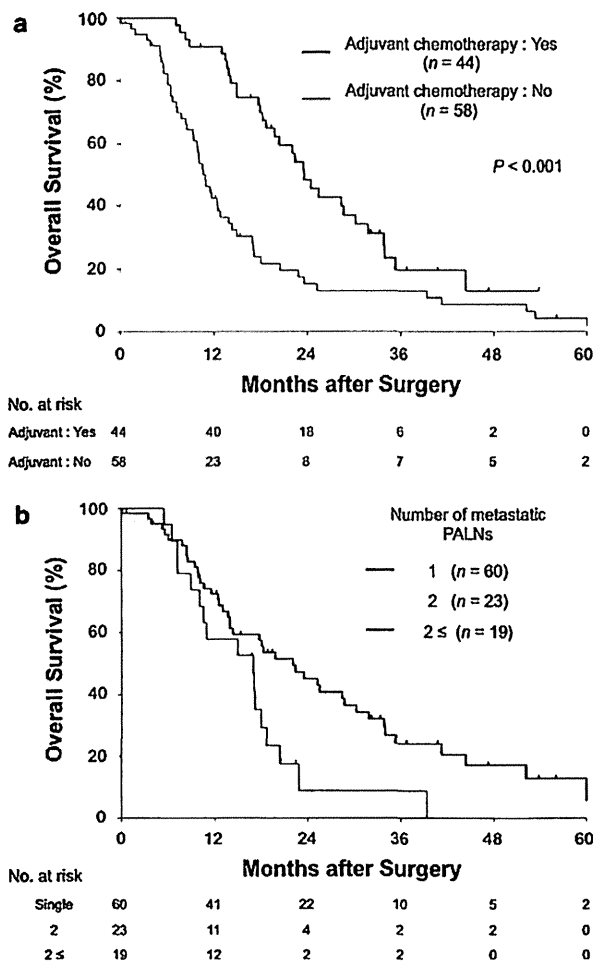 a
100
80
60
40
20
0
Overall Survival (%)
Adjuvant chemotherapy : Yes
(n = 44)
Adjuvant chemotherapy : No
(n = 58)
P < 0.001
0 12 24 36 48 60
Months after Surgery
No. at risk
Adjuvant : Yes 44 40 18 6 2 0
Adjuvant : No 58 23 8 7 5 2
b
100
80
60
40
20
0
Overall Survival (%)
Number of metastatic
PALNs
1 (n = 60)
2 (n = 23)
2 ≤ (n = 19)
0 12 24 36 48 60
Months after Surgery
No. at risk
Single 60 41 22 10 5 2
2 23 11 4 2 2 0
2 ≤ 19 12 2 2 0 0